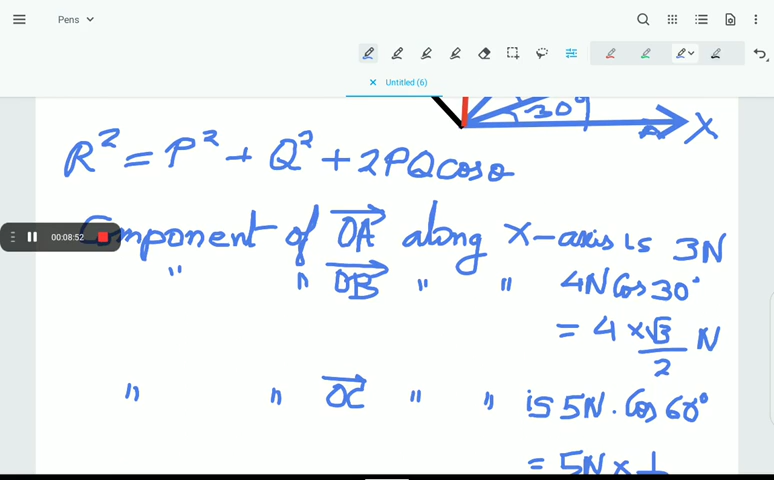 Pens
Untitled (6)
30°
X
R² = P² + Q² + 2PQ cos θ
00:08:52
Component of OA along X-axis is 3N
" " OB " " 4N Cos 30°
= 4 × √3/2 N
" " OC " " is 5N . Cos 60°
= 5N × 1